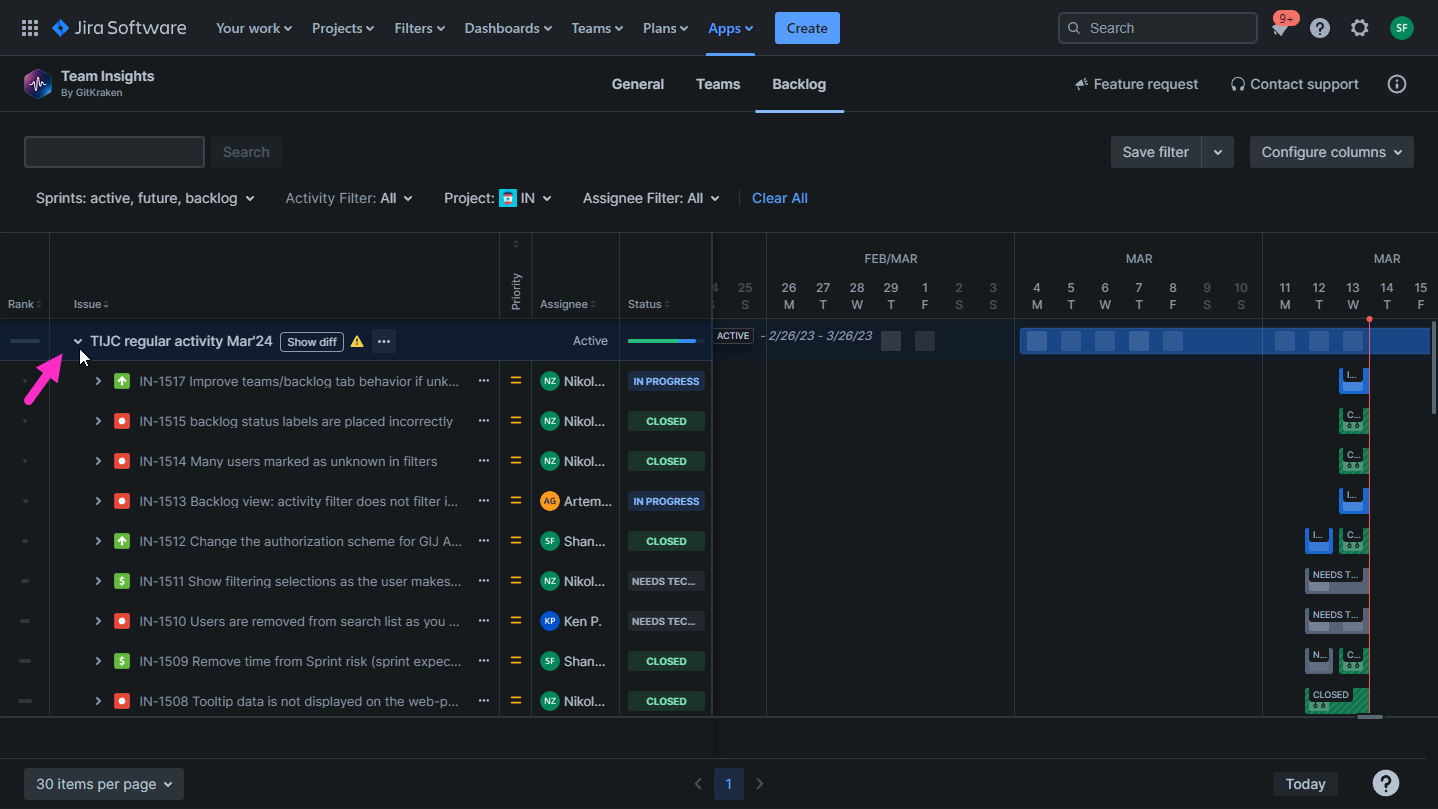 Jira Software Your work Projects Filters Dashboards Teams Plans Apps Create Search 9+ ? SF
Team Insights
By GitKraken
General Teams Backlog
Feature request Contact support
Search
Save filter
Configure columns
Sprints: active, future, backlog Activity Filter: All Project: IN Assignee Filter: All Clear All
Rank Issue Priority Assignee Status
FEB/MAR MAR MAR
25 26 27 28 29 1 2 3 4 5 6 7 8 9 10 11 12 13 14 15
S M T W T F S S M T W T F S S M T W T F
TIJC regular activity Mar'24 Show diff ... Active ACTIVE - 2/26/23 - 3/26/23
IN-1517 Improve teams/backlog tab behavior if unk... ... NZ Nikol... IN PROGRESS I...
IN-1515 backlog status labels are placed incorrectly ... NZ Nikol... CLOSED C...
IN-1514 Many users marked as unknown in filters ... NZ Nikol... CLOSED C...
IN-1513 Backlog view: activity filter does not filter i... ... AG Artem... IN PROGRESS I...
IN-1512 Change the authorization scheme for GIJ A... ... SF Shan... CLOSED I... C...
IN-1511 Show filtering selections as the user makes... ... NZ Nikol... NEEDS TEC... NEEDS T...
IN-1510 Users are removed from search list as you ... ... KP Ken P. NEEDS TEC... NEEDS T...
IN-1509 Remove time from Sprint risk (sprint expec... ... SF Shan... CLOSED N... C...
IN-1508 Tooltip data is not displayed on the web-p... ... NZ Nikol... CLOSED CLOSED
30 items per page 1 Today ?